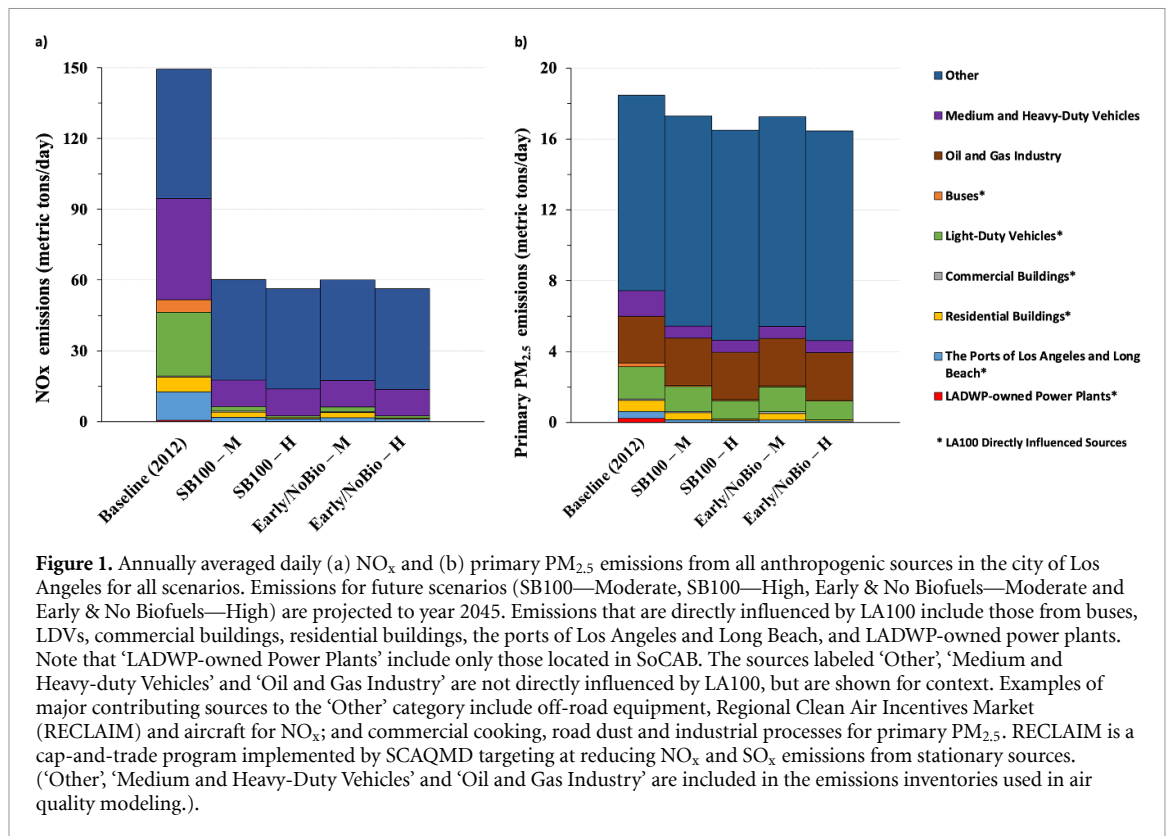 a)
150
120
90
60
30
0
NOx emissions (metric tons/day)
Baseline (2012)
SB100 – M
SB100 – H
Early/NoBio – M
Early/NoBio – H
b)
20
16
12
8
4
0
Primary PM2.5 emissions (metric tons/day)
Baseline (2012)
SB100 – M
SB100 – H
Early/NoBio – M
Early/NoBio – H
Other
Medium and Heavy-Duty Vehicles
Oil and Gas Industry
Buses*
Light-Duty Vehicles*
Commercial Buildings*
Residential Buildings*
The Ports of Los Angeles and Long
Beach*
LADWP-owned Power Plants*
* LA100 Directly Influenced Sources
Figure 1. Annually averaged daily (a) NOx and (b) primary PM2.5 emissions from all anthropogenic sources in the city of Los
Angeles for all scenarios. Emissions for future scenarios (SB100—Moderate, SB100—High, Early & No Biofuels—Moderate and
Early & No Biofuels—High) are projected to year 2045. Emissions that are directly influenced by LA100 include those from buses,
LDVs, commercial buildings, residential buildings, the ports of Los Angeles and Long Beach, and LADWP-owned power plants.
Note that ‘LADWP-owned Power Plants’ include only those located in SoCAB. The sources labeled ‘Other’, ‘Medium and
Heavy-duty Vehicles’ and ‘Oil and Gas Industry’ are not directly influenced by LA100, but are shown for context. Examples of
major contributing sources to the ‘Other’ category include off-road equipment, Regional Clean Air Incentives Market
(RECLAIM) and aircraft for NOx; and commercial cooking, road dust and industrial processes for primary PM2.5. RECLAIM is a
cap-and-trade program implemented by SCAQMD targeting at reducing NOx and SOx emissions from stationary sources.
(‘Other’, ‘Medium and Heavy-Duty Vehicles’ and ‘Oil and Gas Industry’ are included in the emissions inventories used in air
quality modeling.).